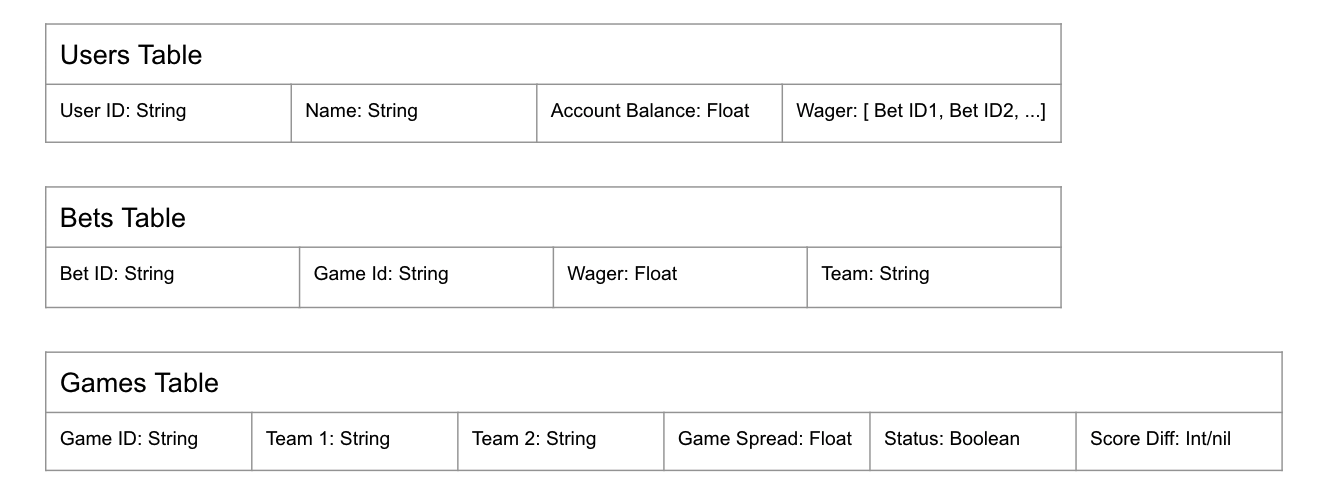 Users Table
User ID: String
Name: String
Account Balance: Float
Wager: [ Bet ID1, Bet ID2, ...]
Bets Table
Bet ID: String
Game Id: String
Wager: Float
Team: String
Games Table
Game ID: String
Team 1: String
Team 2: String
Game Spread: Float
Status: Boolean
Score Diff: Int/nil